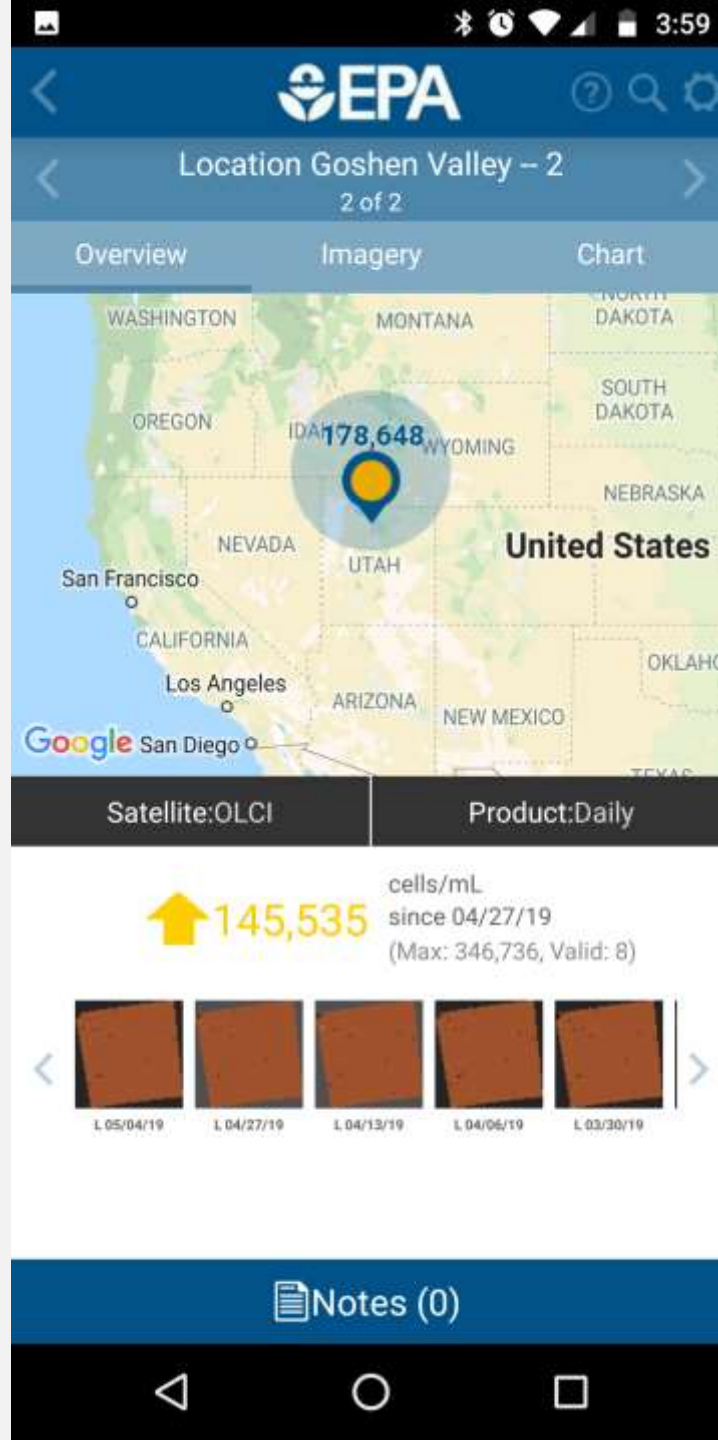 3:59
EPA
Location Goshen Valley -- 2
2 of 2
Overview Imagery Chart
NORTH
DAKOTA
WASHINGTON
MONTANA
SOUTH
DAKOTA
OREGON
178,648
WYOMING
NEBRASKA
NEVADA
United States
UTAH
San Francisco
CALIFORNIA
Los Angeles
ARIZONA
NEW MEXICO
Google San Diego
TEXAS
Satellite:OLCI Product:Daily
145,535
cells/mL
since 04/27/19
(Max: 346,736, Valid: 8)
L 05/04/19 L 04/27/19 L 04/13/19 L 04/06/19 L 03/30/19
Notes (0)